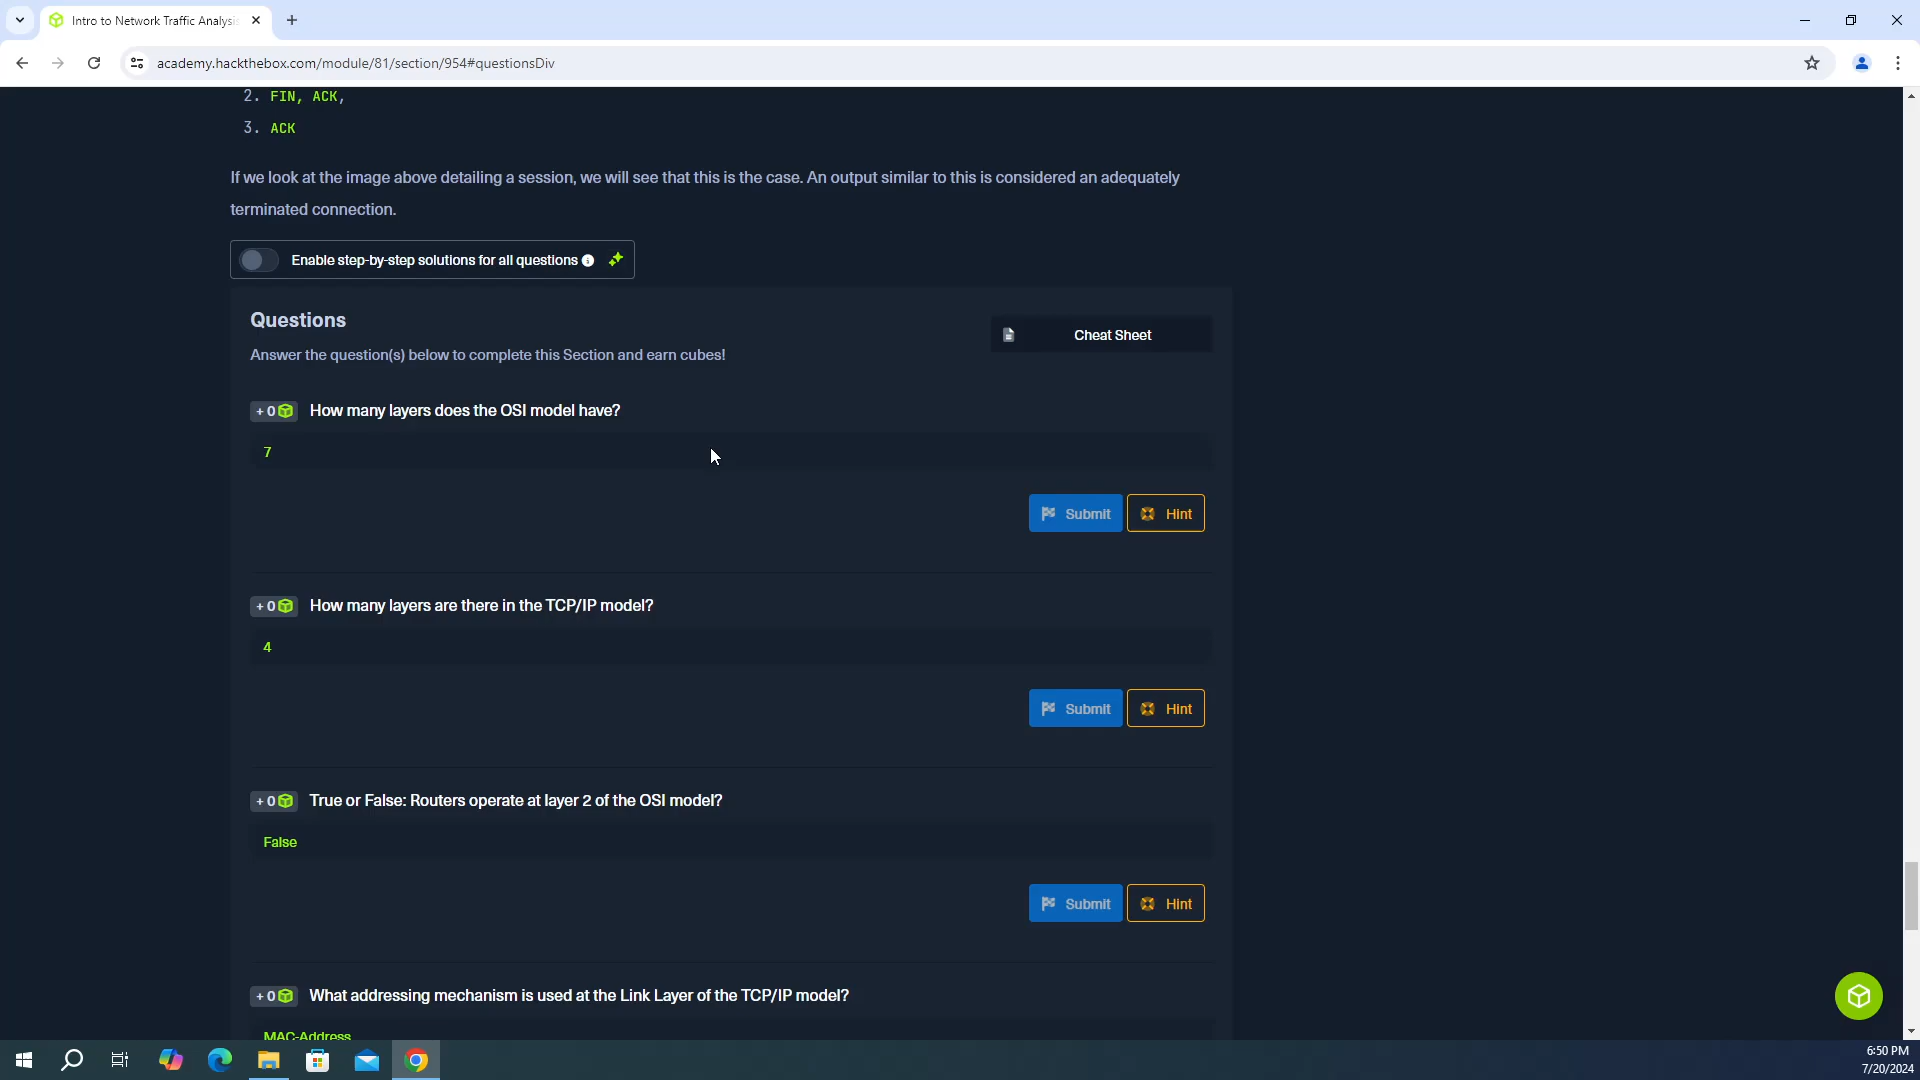 Intro to Network Traffic Analysis
academy.hackthebox.com/module/81/section/954#questionsDiv
2. FIN, ACK,
3. ACK
If we look at the image above detailing a session, we will see that this is the case. An output similar to this is considered an adequately
terminated connection.
Enable step-by-step solutions for all questions
Questions
Cheat Sheet
Answer the question(s) below to complete this Section and earn cubes!
+ 0 How many layers does the OSI model have?
7
Submit Hint
+ 0 How many layers are there in the TCP/IP model?
4
Submit Hint
+ 0 True or False: Routers operate at layer 2 of the OSI model?
False
Submit Hint
+ 0 What addressing mechanism is used at the Link Layer of the TCP/IP model?
MAC-Address
6:50 PM
7/20/2024